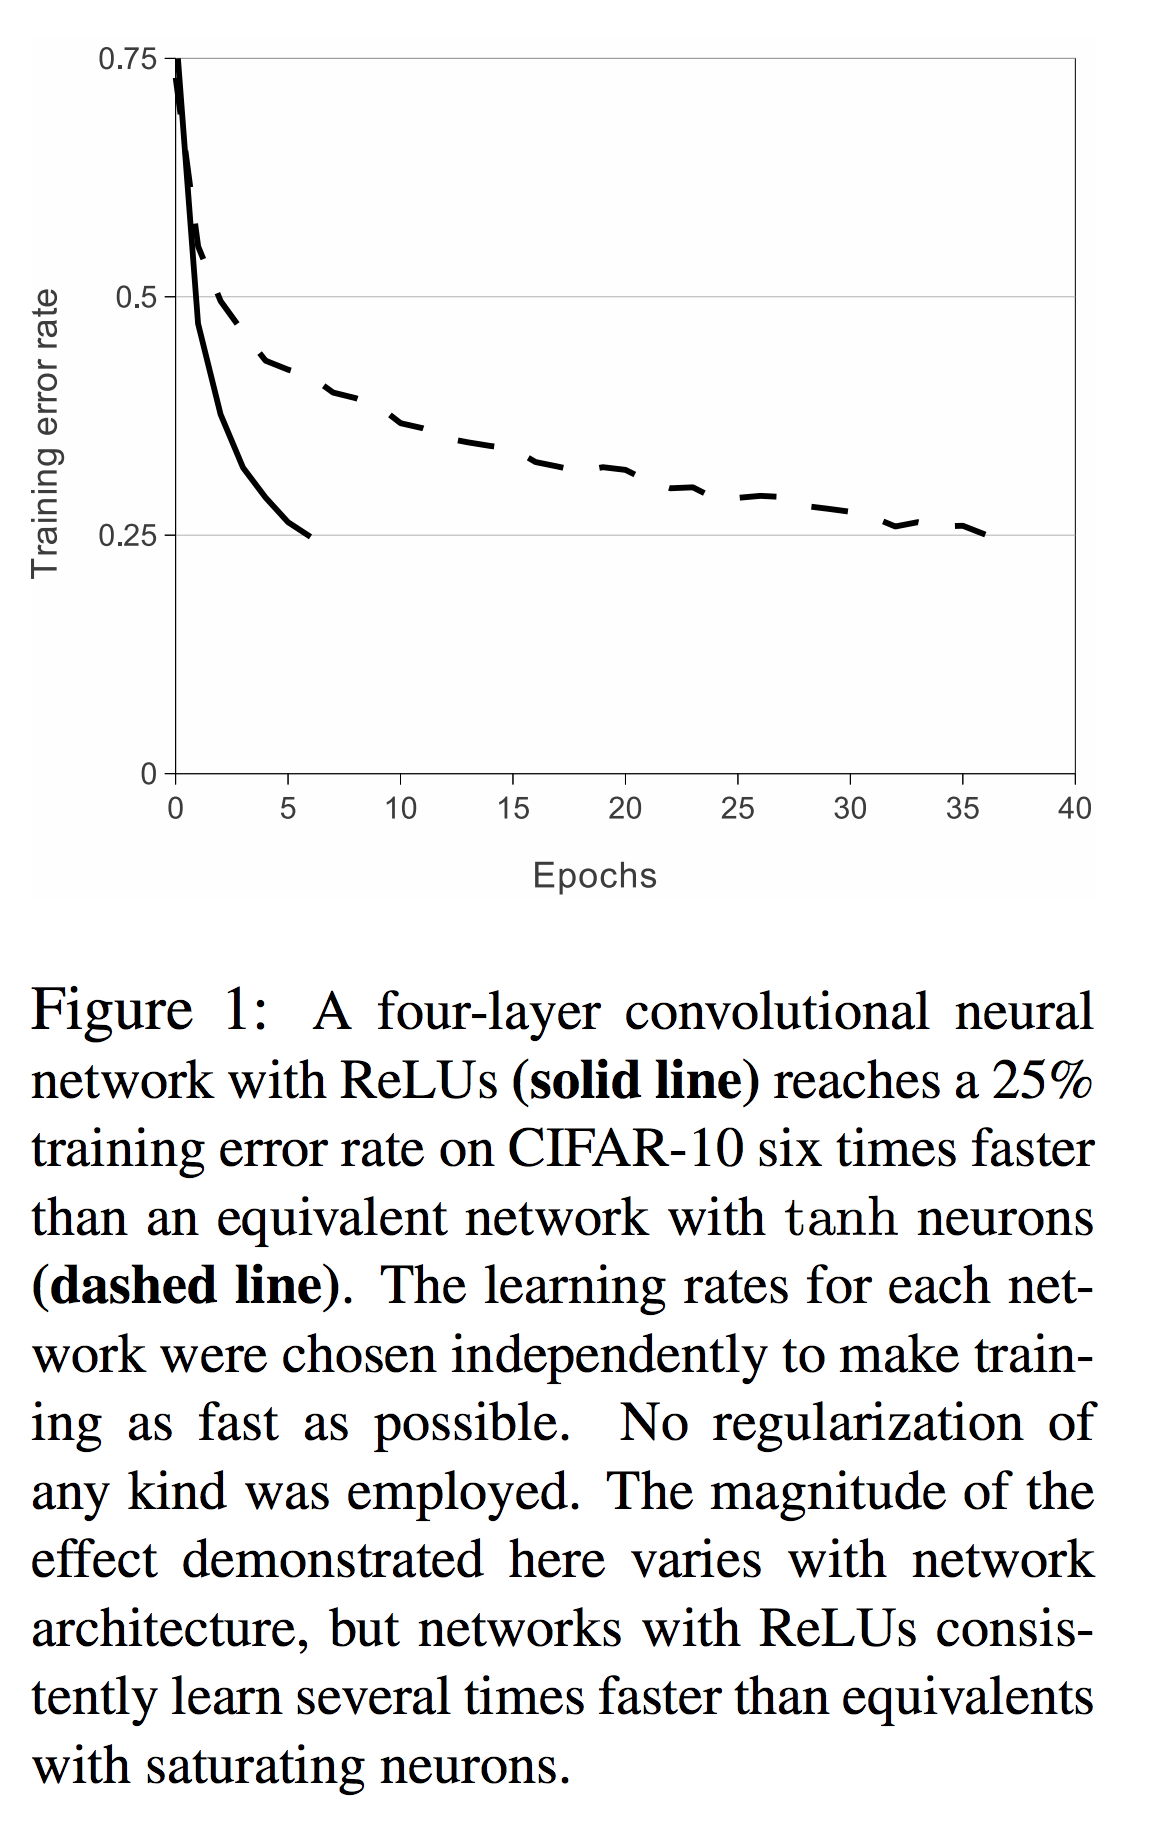 0.75
0.5
0.25
0
Training error rate
0 5 10 15 20 25 30 35 40
Epochs
Figure 1: A four-layer convolutional neural
network with ReLUs (solid line) reaches a 25%
training error rate on CIFAR-10 six times faster
than an equivalent network with tanh neurons
(dashed line). The learning rates for each net-
work were chosen independently to make train-
ing as fast as possible. No regularization of
any kind was employed. The magnitude of the
effect demonstrated here varies with network
architecture, but networks with ReLUs consis-
tently learn several times faster than equivalents
with saturating neurons.